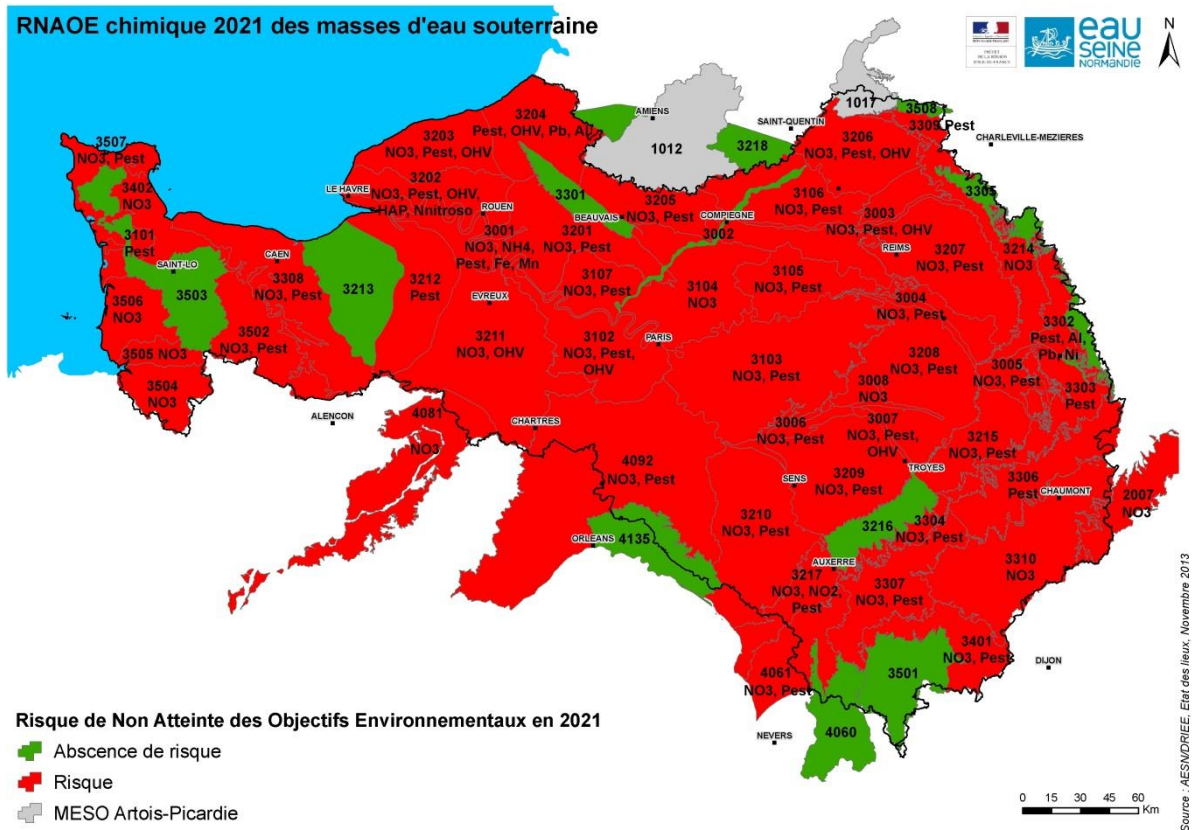 RNAOE chimique 2021 des masses d'eau souterraine
PRÉFET
DE LA RÉGION
D'ILE-DE-FRANCE
eau
SEINE
NORMANDIE
N
3507
NO3, Pest
3402
NO3
3101
Pest
SAINT-LO
3503
3506
NO3
3505 NO3
3504
NO3
3502
NO3, Pest
CAEN
3308
NO3, Pest
3213
3212
Pest
LE HAVRE
3204
Pest, OHV, Pb, Al
3203
NO3, Pest, OHV
3202
NO3, Pest, OHV,
HAP, Nnitroso
ROUEN
3001
NO3, NH4,
Pest, Fe, Mn
EVREUX
3211
NO3, OHV
3301
BEAUVAIS
3201
NO3, Pest
3107
NO3, Pest
3102
NO3, Pest,
OHV
PARIS
AMIENS
1012
SAINT-QUENTIN
3218
3205
NO3, Pest
COMPIEGNE
3002
1017
3508
3309 Pest
CHARLEVILLE-MEZIERES
3206
NO3, Pest, OHV
3106
NO3, Pest
3003
NO3, Pest, OHV
REIMS
3305
3207
NO3, Pest
3214
NO3
3105
NO3, Pest
3104
NO3
3004
NO3, Pest
3302
Pest, Al,
Pb, Ni
3005
NO3, Pest
3303
Pest
3103
NO3, Pest
3208
NO3, Pest
3008
NO3
3006
NO3, Pest
3007
NO3, Pest,
OHV
TROYES
3215
NO3, Pest
3306
Pest
CHAUMONT
2007
NO3
ALENCON
4081
NO3
CHARTRES
4092
NO3, Pest
SENS
3209
NO3, Pest
3210
NO3, Pest
3216
3304
NO3, Pest
ORLEANS
4135
AUXERRE
3217
NO3, NO2,
Pest
3307
NO3, Pest
3310
NO3
3401
NO3, Pest
DIJON
3501
4061
NO3, Pest
NEVERS
4060
Risque de Non Atteinte des Objectifs Environnementaux en 2021
Abscence de risque
Risque
MESO Artois-Picardie
0 15 30 45 60
Km
Source : AESN/DRIEE, Etat des lieux, Novembre 2013